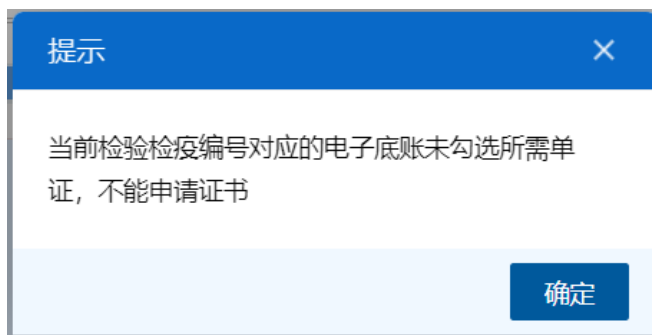 提示
当前检验检疫编号对应的电子底账未勾选所需单
证，不能申请证书
确定